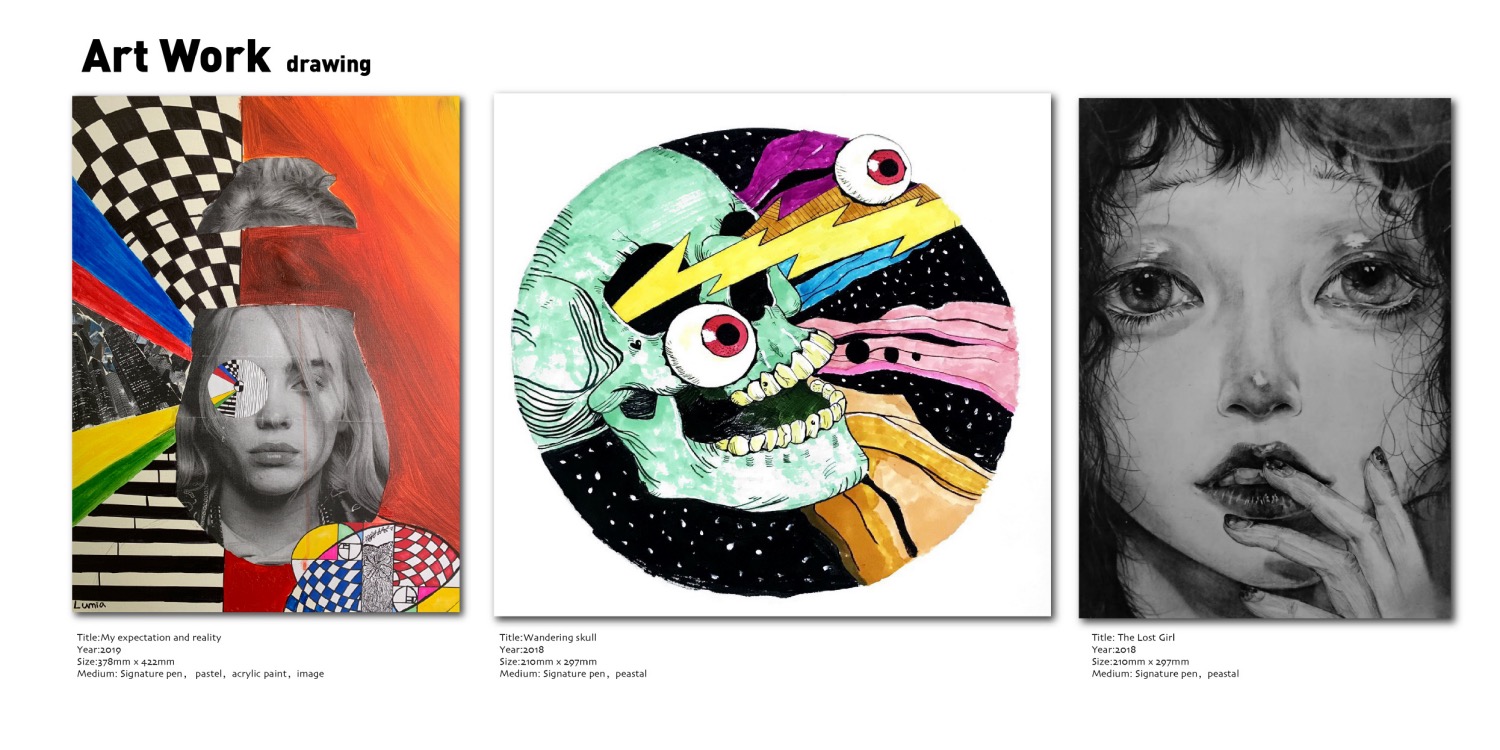 Art Work drawing
Lumia
Title:My expectation and reality
Year:2019
Size:378mm x 422mm
Medium: Signature pen, pastel, acrylic paint, image
Title:Wandering skull
Year:2018
Size:210mm x 297mm
Medium: Signature pen, peastal
Title: The Lost Girl
Year:2018
Size:210mm x 297mm
Medium: Signature pen, peastal